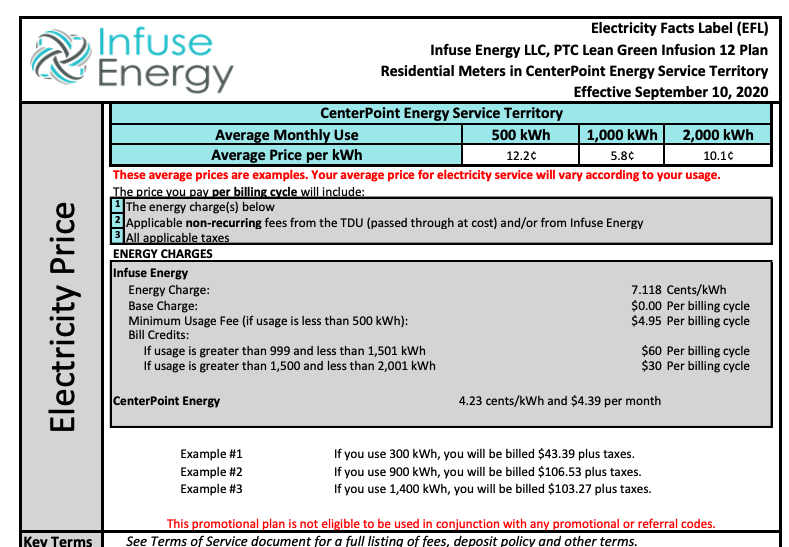 Infuse
Energy
Electricity Facts Label (EFL)
Infuse Energy LLC, PTC Lean Green Infusion 12 Plan
Residential Meters in CenterPoint Energy Service Territory
Effective September 10, 2020
Electricity Price
CenterPoint Energy Service Territory
Average Monthly Use 500 kWh 1,000 kWh 2,000 kWh
Average Price per kWh 12.2¢ 5.8¢ 10.1¢
These average prices are examples. Your average price for electricity service will vary according to your usage.
The price you pay per billing cycle will include:
1 The energy charge(s) below
2 Applicable non-recurring fees from the TDU (passed through at cost) and/or from Infuse Energy
3 All applicable taxes
ENERGY CHARGES
Infuse Energy
Energy Charge: 7.118 Cents/kWh
Base Charge: $0.00 Per billing cycle
Minimum Usage Fee (if usage is less than 500 kWh): $4.95 Per billing cycle
Bill Credits:
If usage is greater than 999 and less than 1,501 kWh $60 Per billing cycle
If usage is greater than 1,500 and less than 2,001 kWh $30 Per billing cycle
CenterPoint Energy 4.23 cents/kWh and $4.39 per month
Example #1 If you use 300 kWh, you will be billed $43.39 plus taxes.
Example #2 If you use 900 kWh, you will be billed $106.53 plus taxes.
Example #3 If you use 1,400 kWh, you will be billed $103.27 plus taxes.
This promotional plan is not eligible to be used in conjunction with any promotional or referral codes.
Key Terms See Terms of Service document for a full listing of fees, deposit policy and other terms.